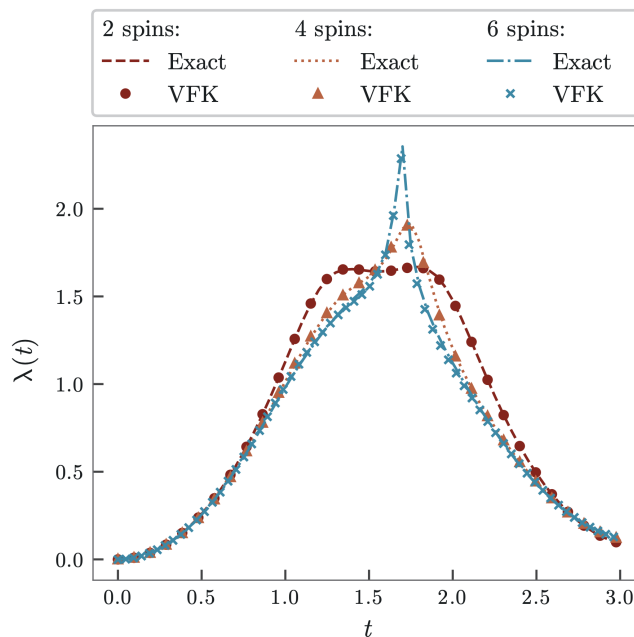 2 spins: 4 spins: 6 spins:
Exact Exact Exact
VFK VFK VFK
2.0
1.5
1.0
0.5
0.0
λ(t)
0.0 0.5 1.0 1.5 2.0 2.5 3.0
t